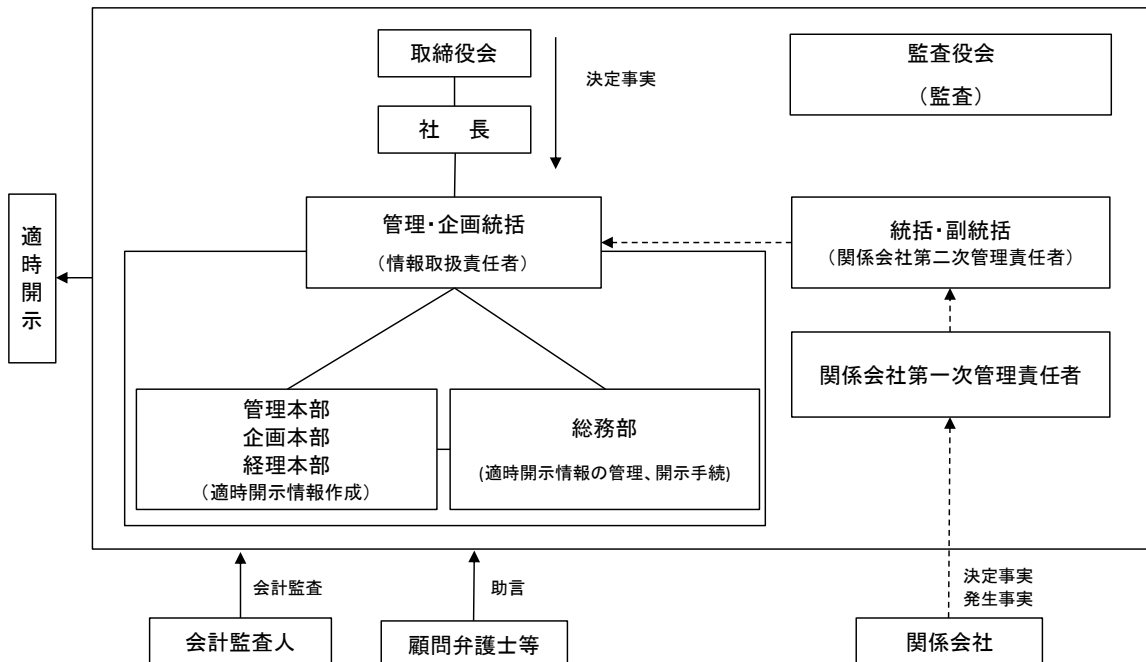 取締役会
決定事実
監査役会
（監査）
社　長
適時開示
管理・企画統括
（情報取扱責任者）
統括・副統括
（関係会社第二次管理責任者）
関係会社第一次管理責任者
管理本部
企画本部
経理本部
（適時開示情報作成）
総務部
(適時開示情報の管理、開示手続)
会計監査
助言
決定事実
発生事実
会計監査人
顧問弁護士等
関係会社